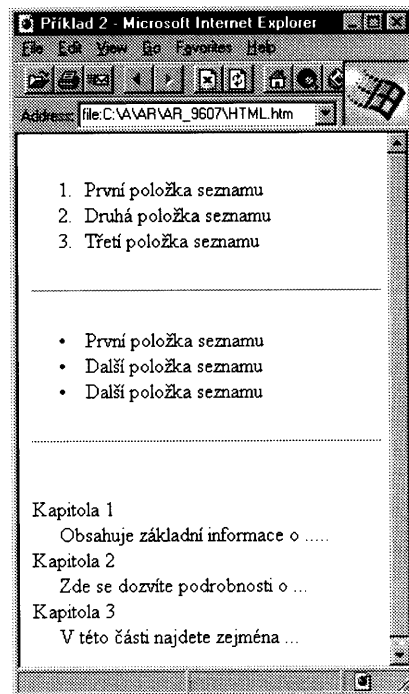 Příklad 2 - Microsoft Internet Explorer
File Edit View Go Favorites Help
Address: file:C:\A\AR\AR_9607\HTML.htm
1. První položka seznamu
2. Druhá položka seznamu
3. Třetí položka seznamu
• První položka seznamu
• Další položka seznamu
• Další položka seznamu
Kapitola 1
Obsahuje základní informace o .....
Kapitola 2
Zde se dozvíte podrobnosti o ...
Kapitola 3
V této části najdete zejména ...